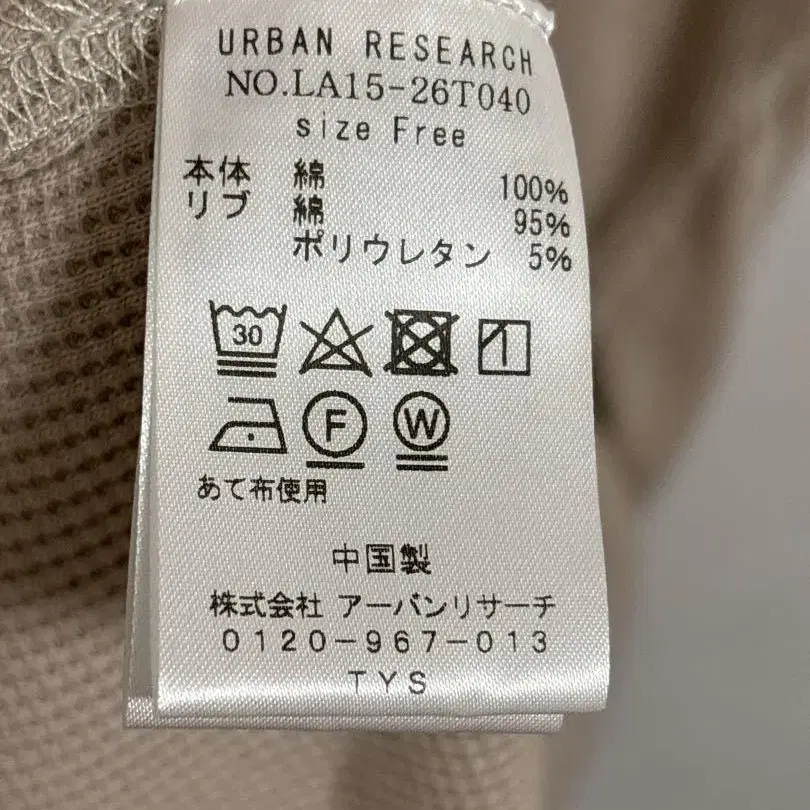 URBAN RESEARCH
NO.LA15-26T040
size Free
本体 綿 100%
リブ 綿 95%
ポリウレタン 5%
30
F W
あて布使用
中国製
株式会社 アーバンリサーチ
0120-967-013
TYS